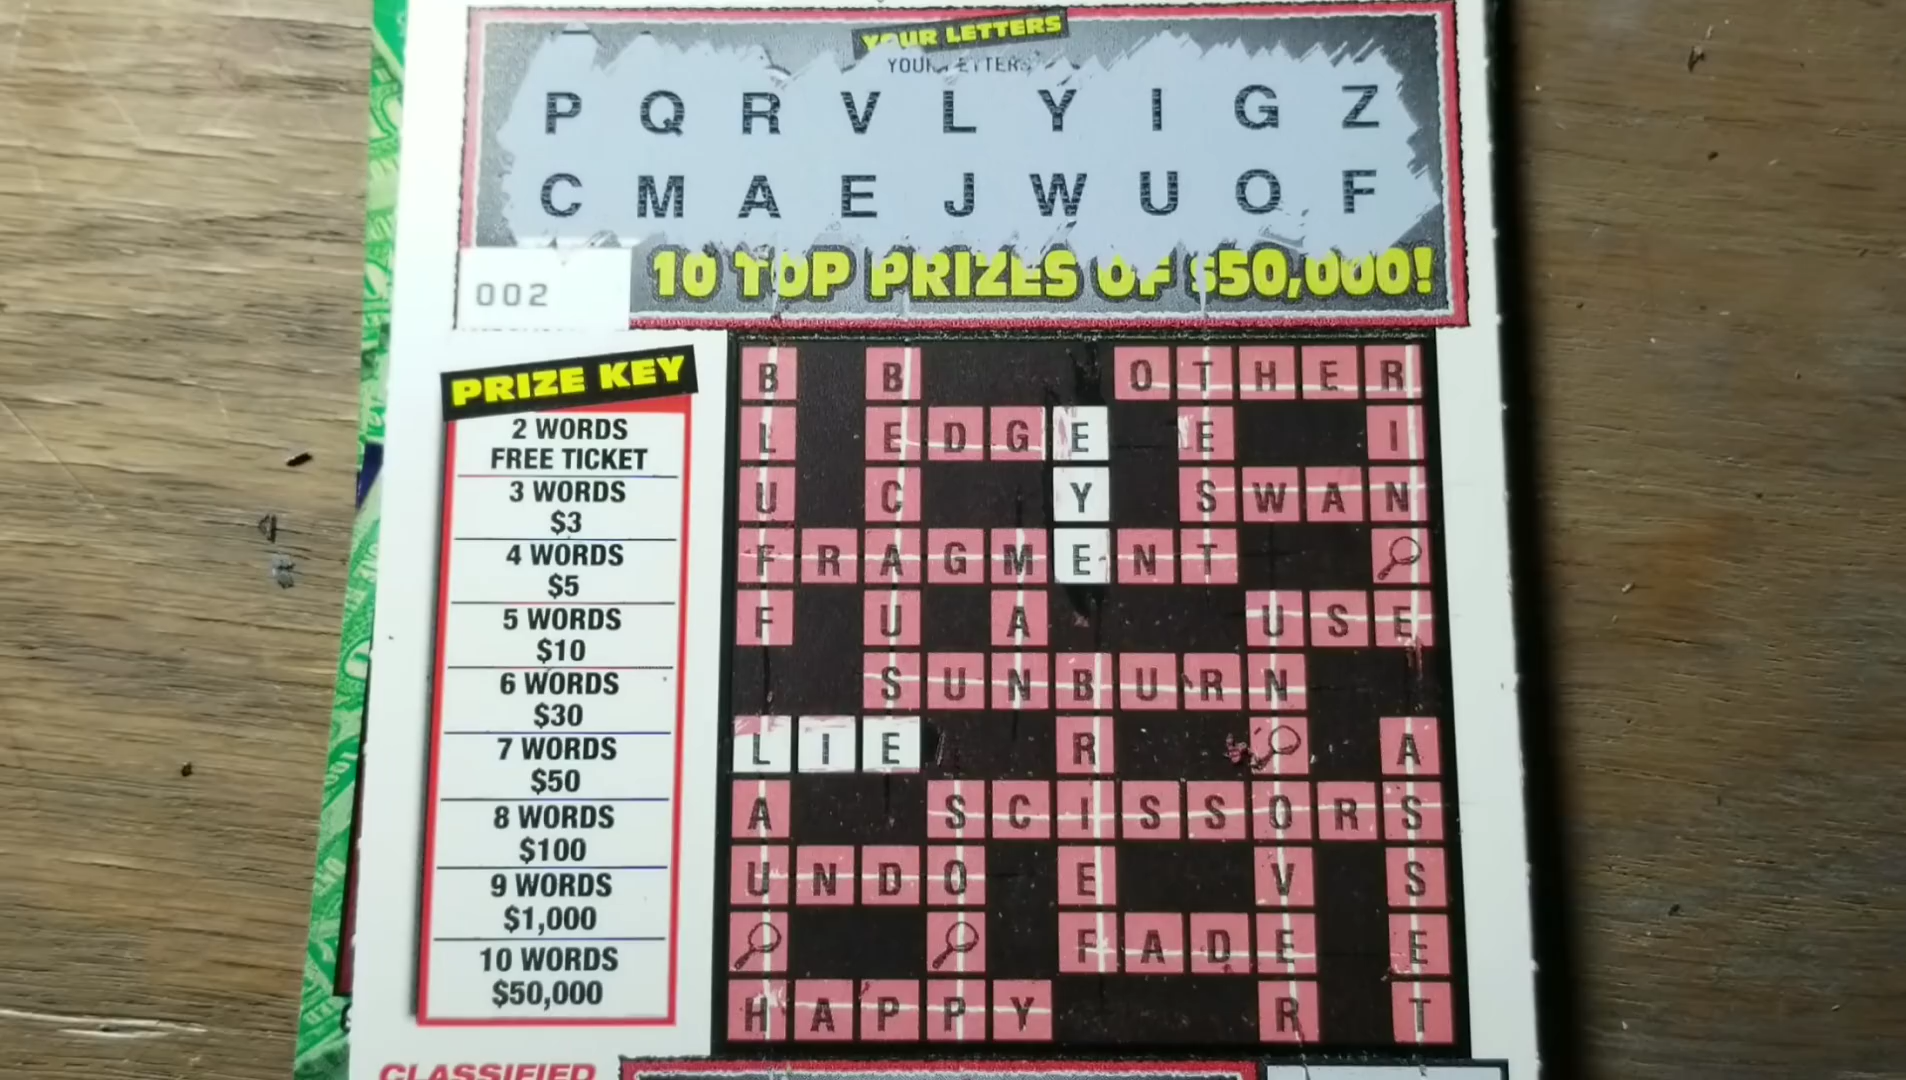 YOUR LETTERS
YOUR LETTERS
P Q R V L Y I G Z
C M A E J W U O F
002
10 TOP PRIZES OF $50,000!
PRIZE KEY
2 WORDS
FREE TICKET
3 WORDS
$3
4 WORDS
$5
5 WORDS
$10
6 WORDS
$30
7 WORDS
$50
8 WORDS
$100
9 WORDS
$1,000
10 WORDS
$50,000
B B O T H E R
L E D G E E I
U C Y S W A N
F R A G M E N T
F U A U S E
S U N B U R N
L I E R A
A S C I S S O R S
U N D O E V S
F A D E E
H A P P Y R T
CLASSIFIED